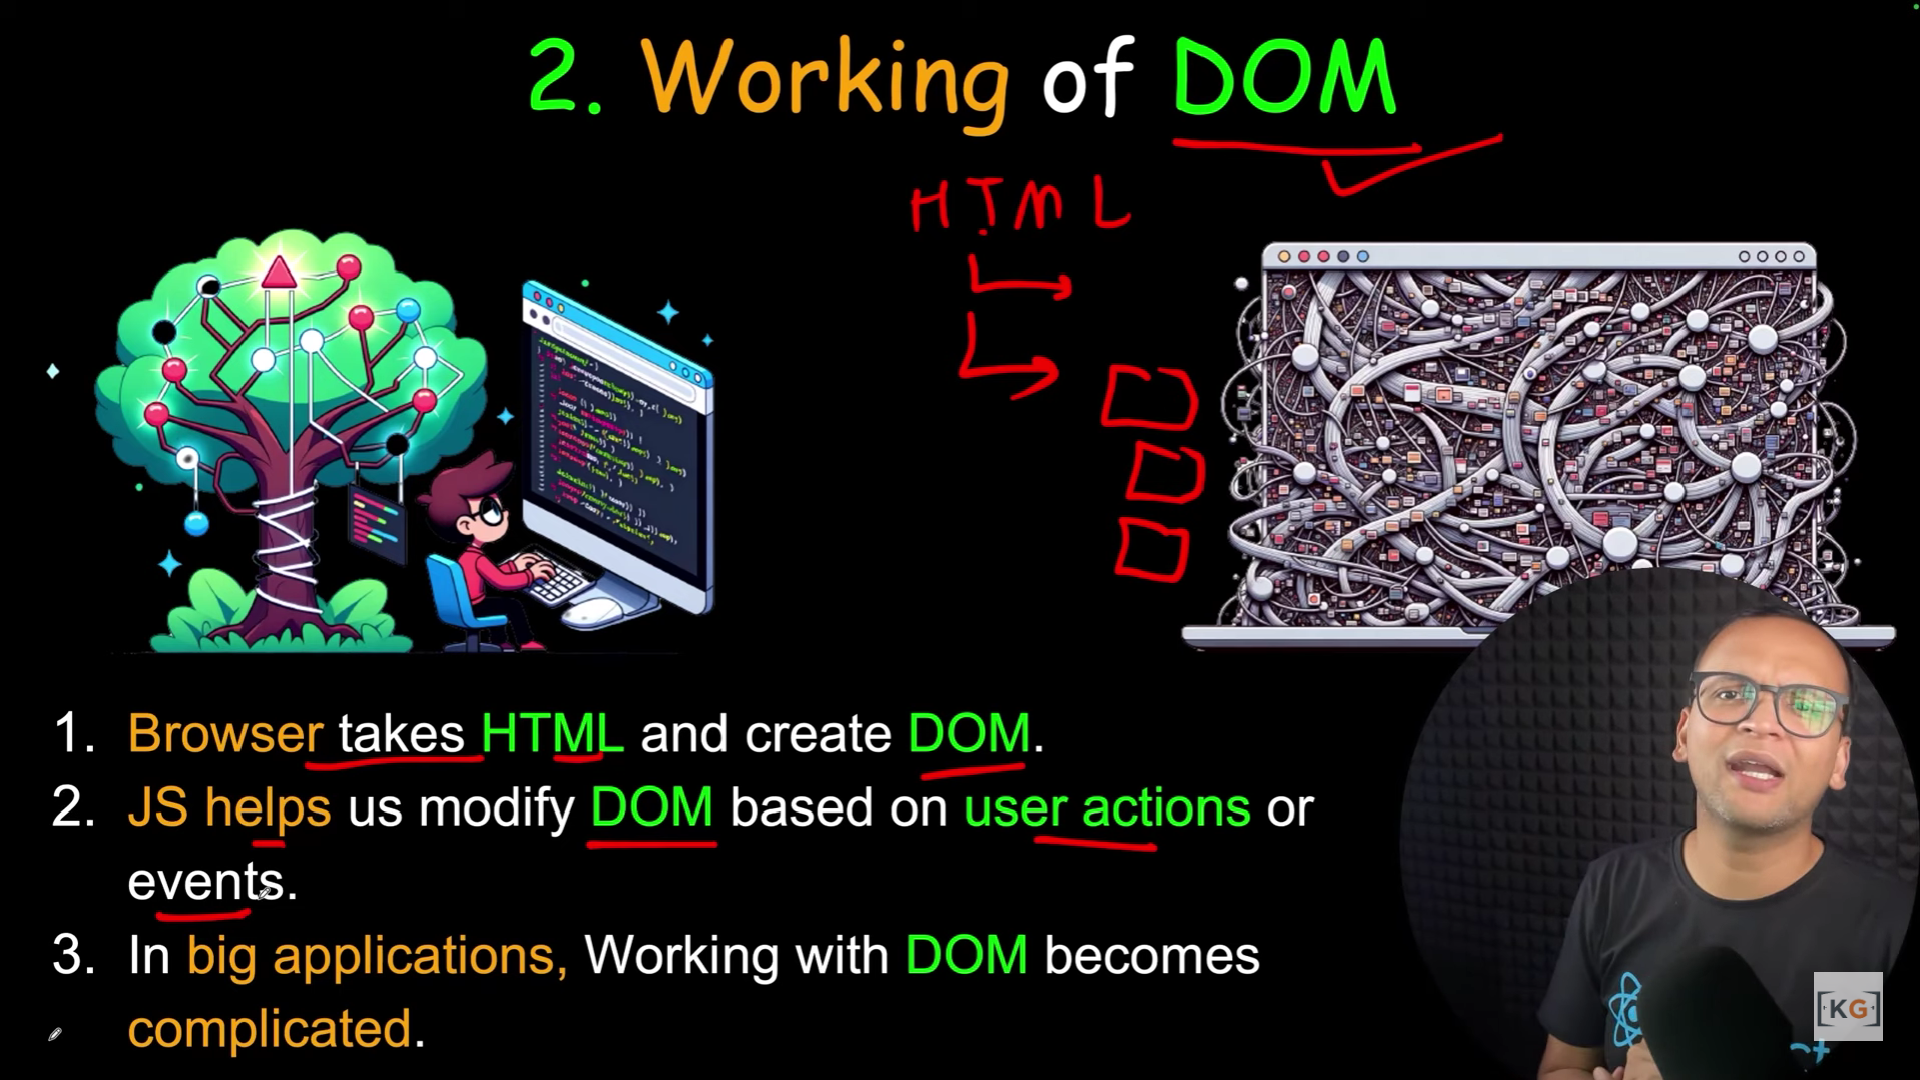 2. Working of DOM
HTML
1. Browser takes HTML and create DOM.
2. JS helps us modify DOM based on user actions or
events.
3. In big applications, Working with DOM becomes
complicated.
KG